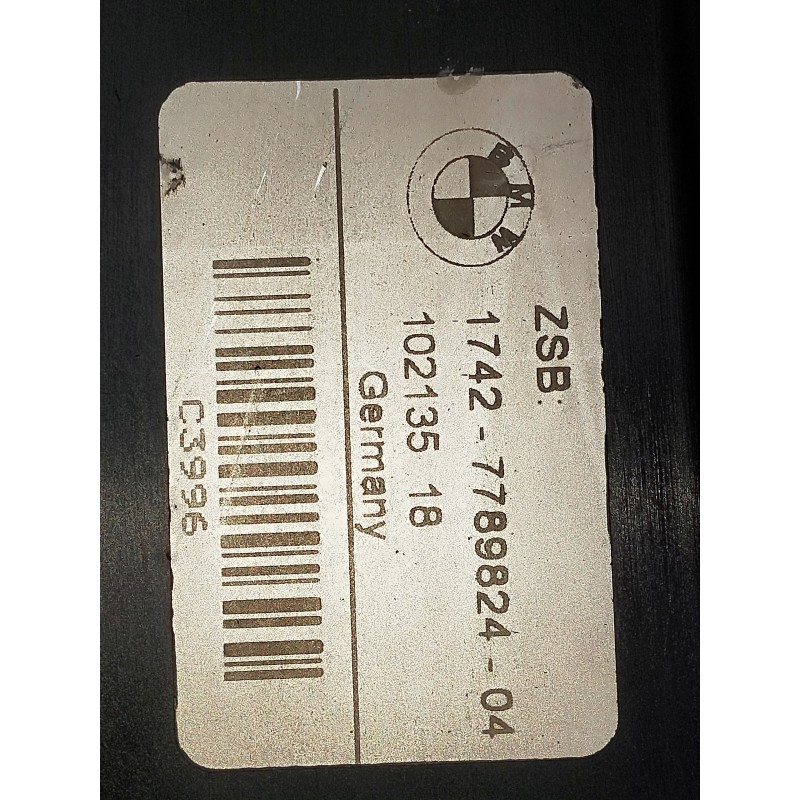 BMW
ZSB:
1742-7789824-04
102135 18
Germany
C3996